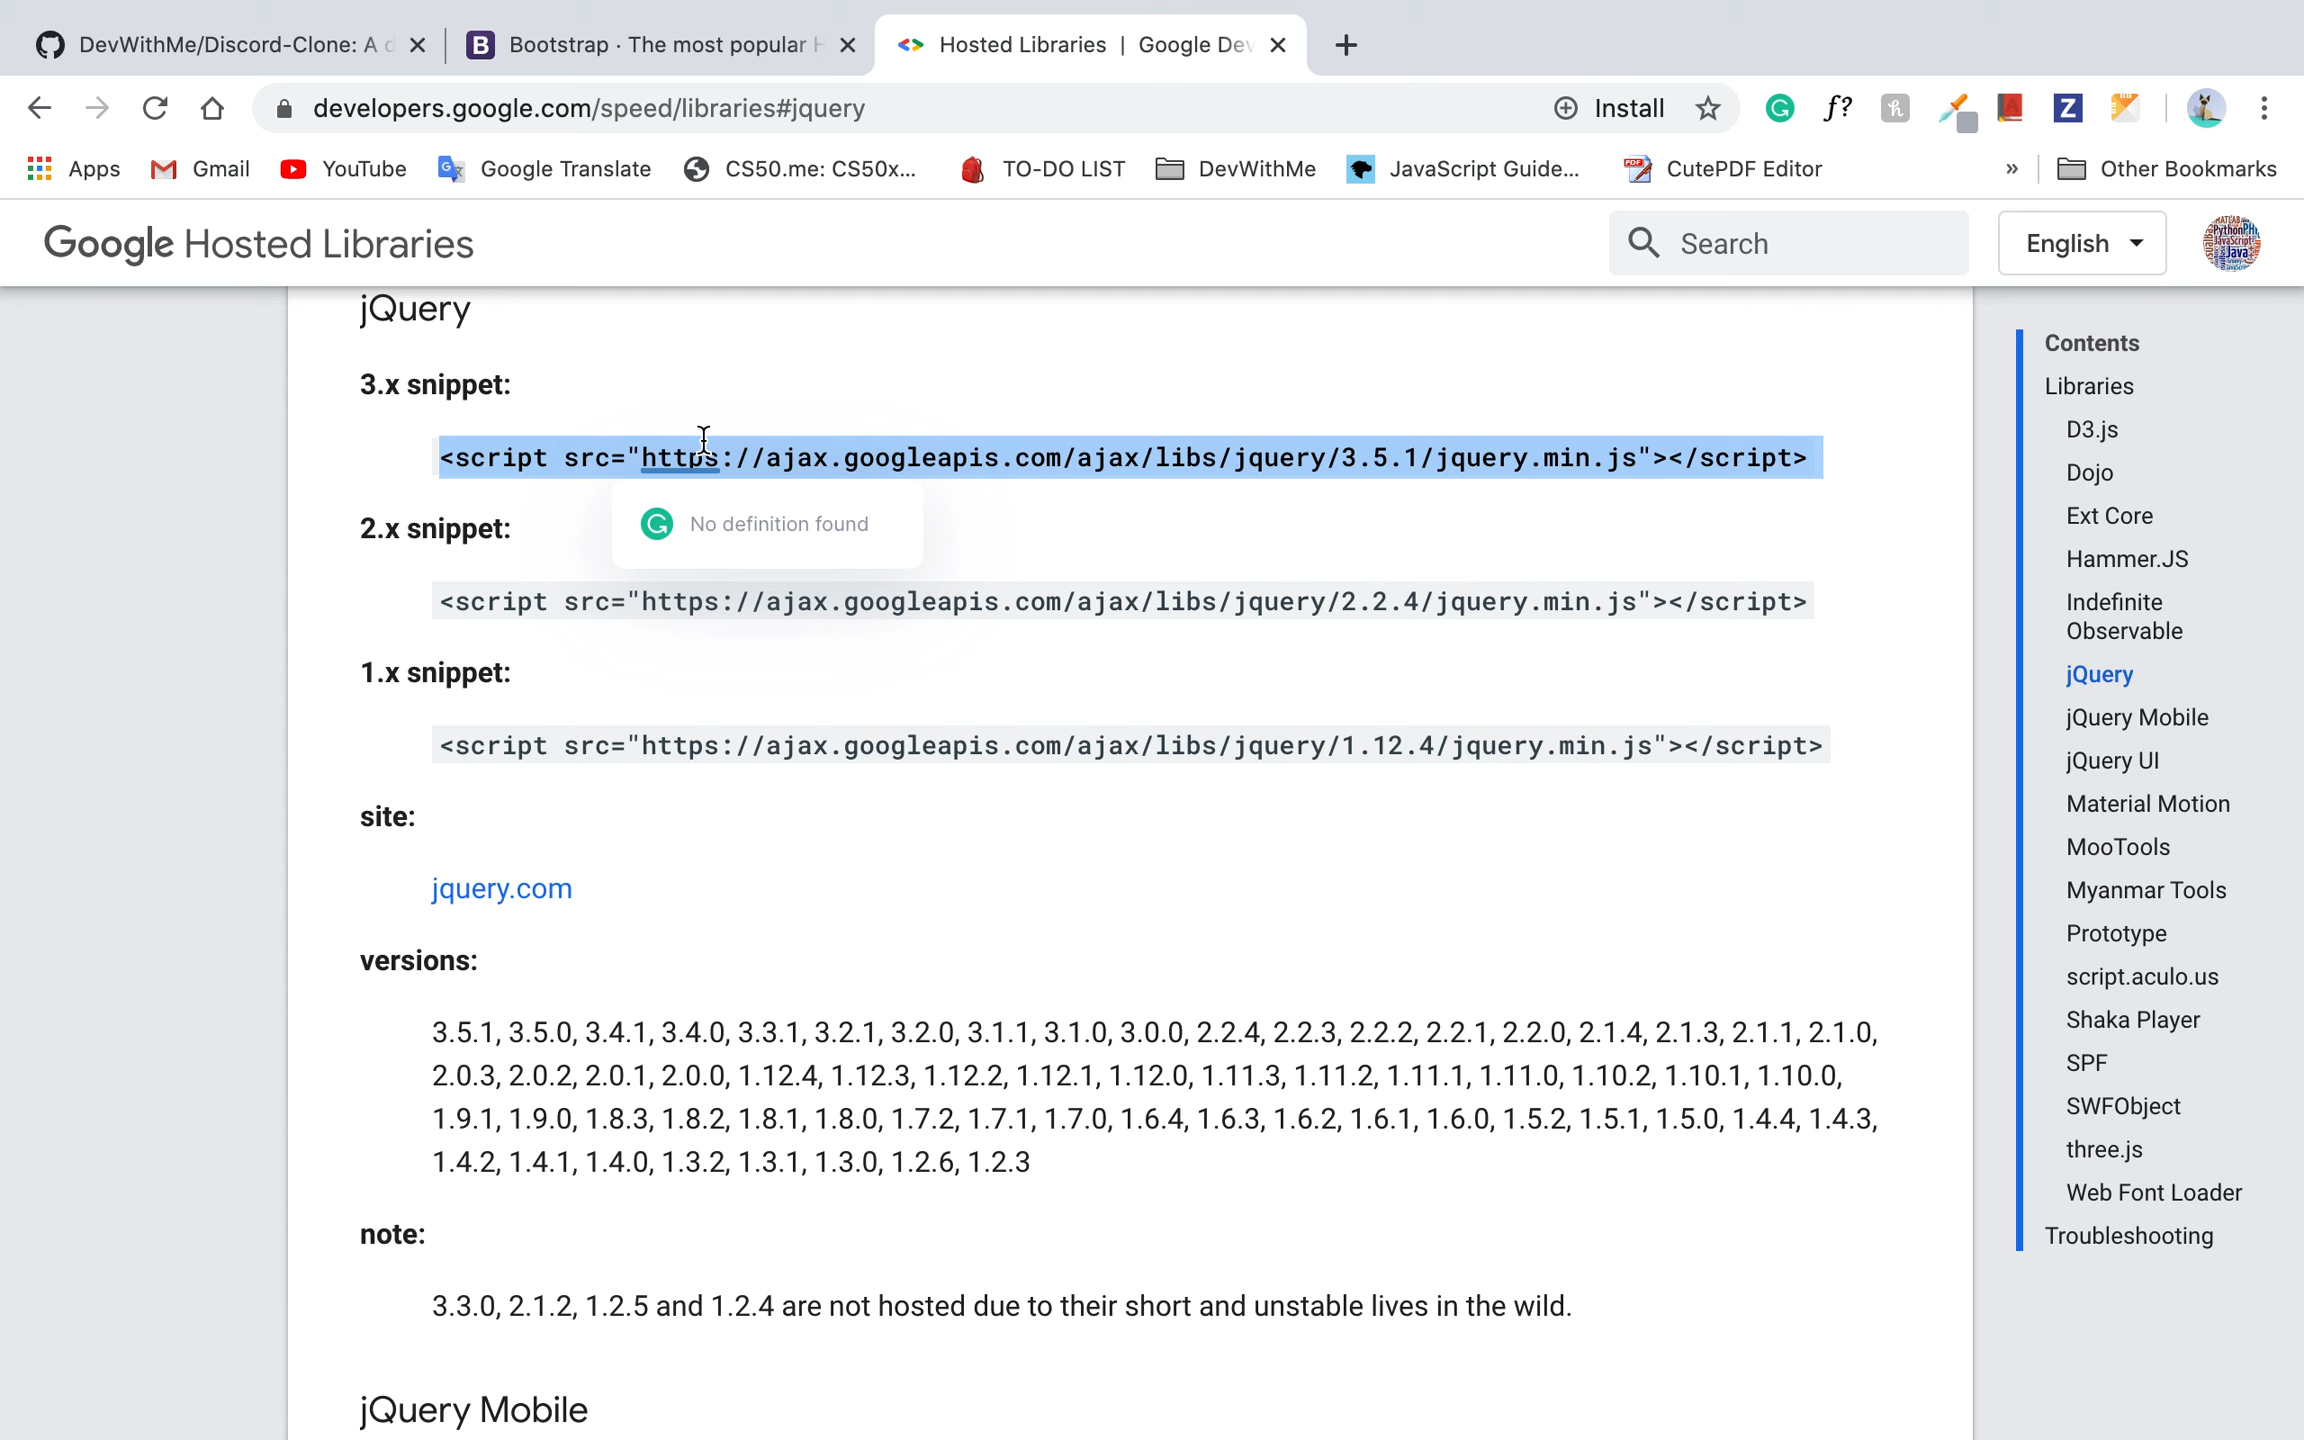 DevWithMe/Discord-Clone: A d
Bootstrap · The most popular H
Hosted Libraries | Google Dev
developers.google.com/speed/libraries#jquery
Install
Apps
Gmail
YouTube
Google Translate
CS50.me: CS50x...
TO-DO LIST
DevWithMe
JavaScript Guide...
CutePDF Editor
»
Other Bookmarks
Google Hosted Libraries
Search
English
jQuery
3.x snippet:
<script src="https://ajax.googleapis.com/ajax/libs/jquery/3.5.1/jquery.min.js"></script>
No definition found
2.x snippet:
<script src="https://ajax.googleapis.com/ajax/libs/jquery/2.2.4/jquery.min.js"></script>
1.x snippet:
<script src="https://ajax.googleapis.com/ajax/libs/jquery/1.12.4/jquery.min.js"></script>
site:
jquery.com
versions:
3.5.1, 3.5.0, 3.4.1, 3.4.0, 3.3.1, 3.2.1, 3.2.0, 3.1.1, 3.1.0, 3.0.0, 2.2.4, 2.2.3, 2.2.2, 2.2.1, 2.2.0, 2.1.4, 2.1.3, 2.1.1, 2.1.0,
2.0.3, 2.0.2, 2.0.1, 2.0.0, 1.12.4, 1.12.3, 1.12.2, 1.12.1, 1.12.0, 1.11.3, 1.11.2, 1.11.1, 1.11.0, 1.10.2, 1.10.1, 1.10.0,
1.9.1, 1.9.0, 1.8.3, 1.8.2, 1.8.1, 1.8.0, 1.7.2, 1.7.1, 1.7.0, 1.6.4, 1.6.3, 1.6.2, 1.6.1, 1.6.0, 1.5.2, 1.5.1, 1.5.0, 1.4.4, 1.4.3,
1.4.2, 1.4.1, 1.4.0, 1.3.2, 1.3.1, 1.3.0, 1.2.6, 1.2.3
note:
3.3.0, 2.1.2, 1.2.5 and 1.2.4 are not hosted due to their short and unstable lives in the wild.
jQuery Mobile
Contents
Libraries
D3.js
Dojo
Ext Core
Hammer.JS
Indefinite
Observable
jQuery
jQuery Mobile
jQuery UI
Material Motion
MooTools
Myanmar Tools
Prototype
script.aculo.us
Shaka Player
SPF
SWFObject
three.js
Web Font Loader
Troubleshooting